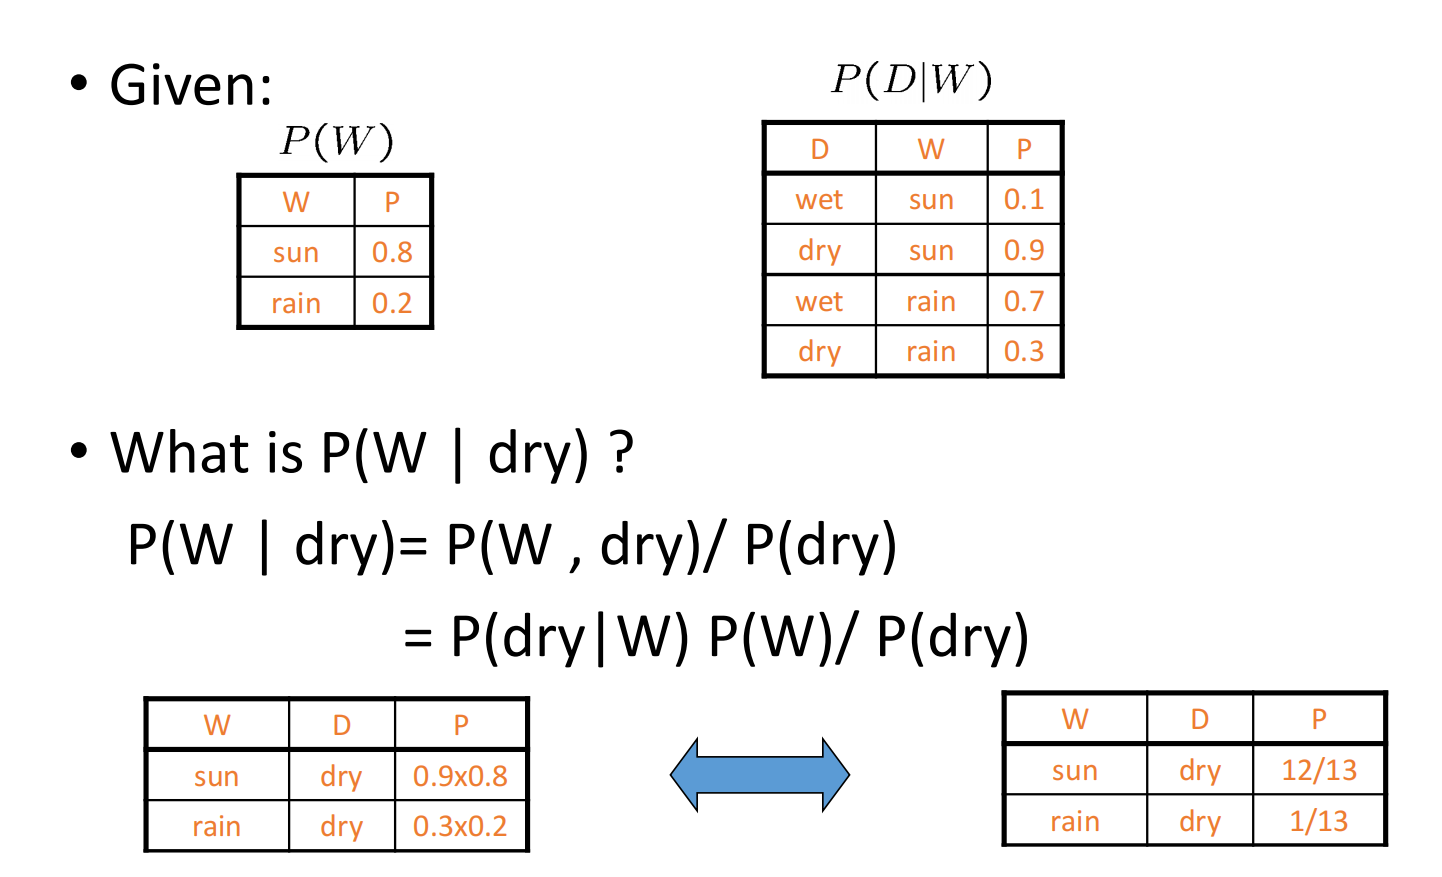 • Given:
P(W)
W P
sun 0.8
rain 0.2
P(D|W)
D W P
wet sun 0.1
dry sun 0.9
wet rain 0.7
dry rain 0.3
• What is P(W | dry) ?
P(W | dry)= P(W , dry)/ P(dry)
= P(dry|W) P(W)/ P(dry)
W D P
sun dry 0.9x0.8
rain dry 0.3x0.2
W D P
sun dry 12/13
rain dry 1/13